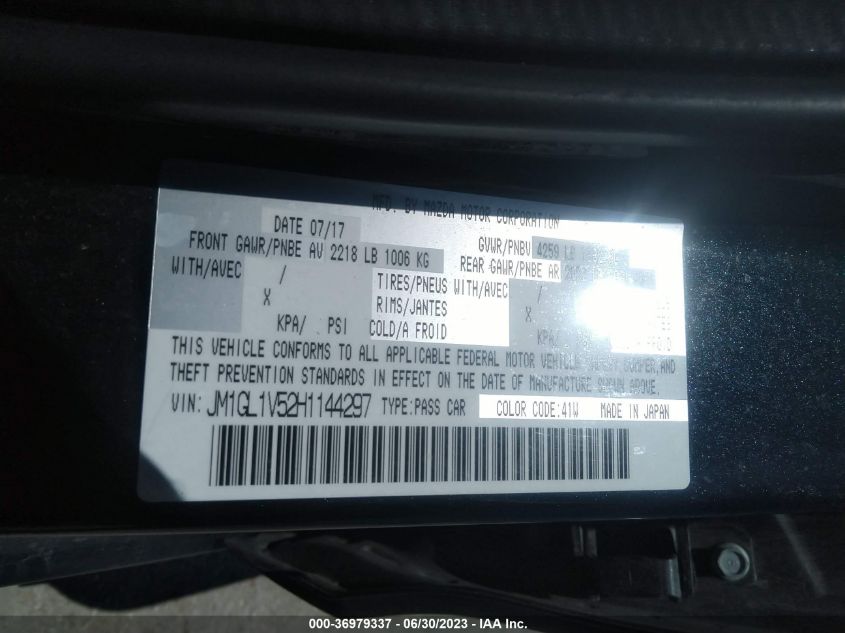 MFD. BY MAZDA MOTOR CORPORATION
DATE 07/17
GVWR/PNBV 4259 LB
FRONT GAWR/PNBE AV 2218 LB 1006 KG
REAR GAWR/PNBE AR
WITH/AVEC /
TIRES/PNEUS WITH/AVEC /
X
RIMS/JANTES
X
KPA/ PSI COLD/A FROID
KPA/ PSI
THIS VEHICLE CONFORMS TO ALL APPLICABLE FEDERAL MOTOR VEHICLE SAFETY, BUMPER, AND
THEFT PREVENTION STANDARDS IN EFFECT ON THE DATE OF MANUFACTURE SHOWN ABOVE.
VIN: JM1GL1V52H1144297 TYPE:PASS CAR COLOR CODE:41W MADE IN JAPAN
000-36979337 - 06/30/2023 - IAA Inc.